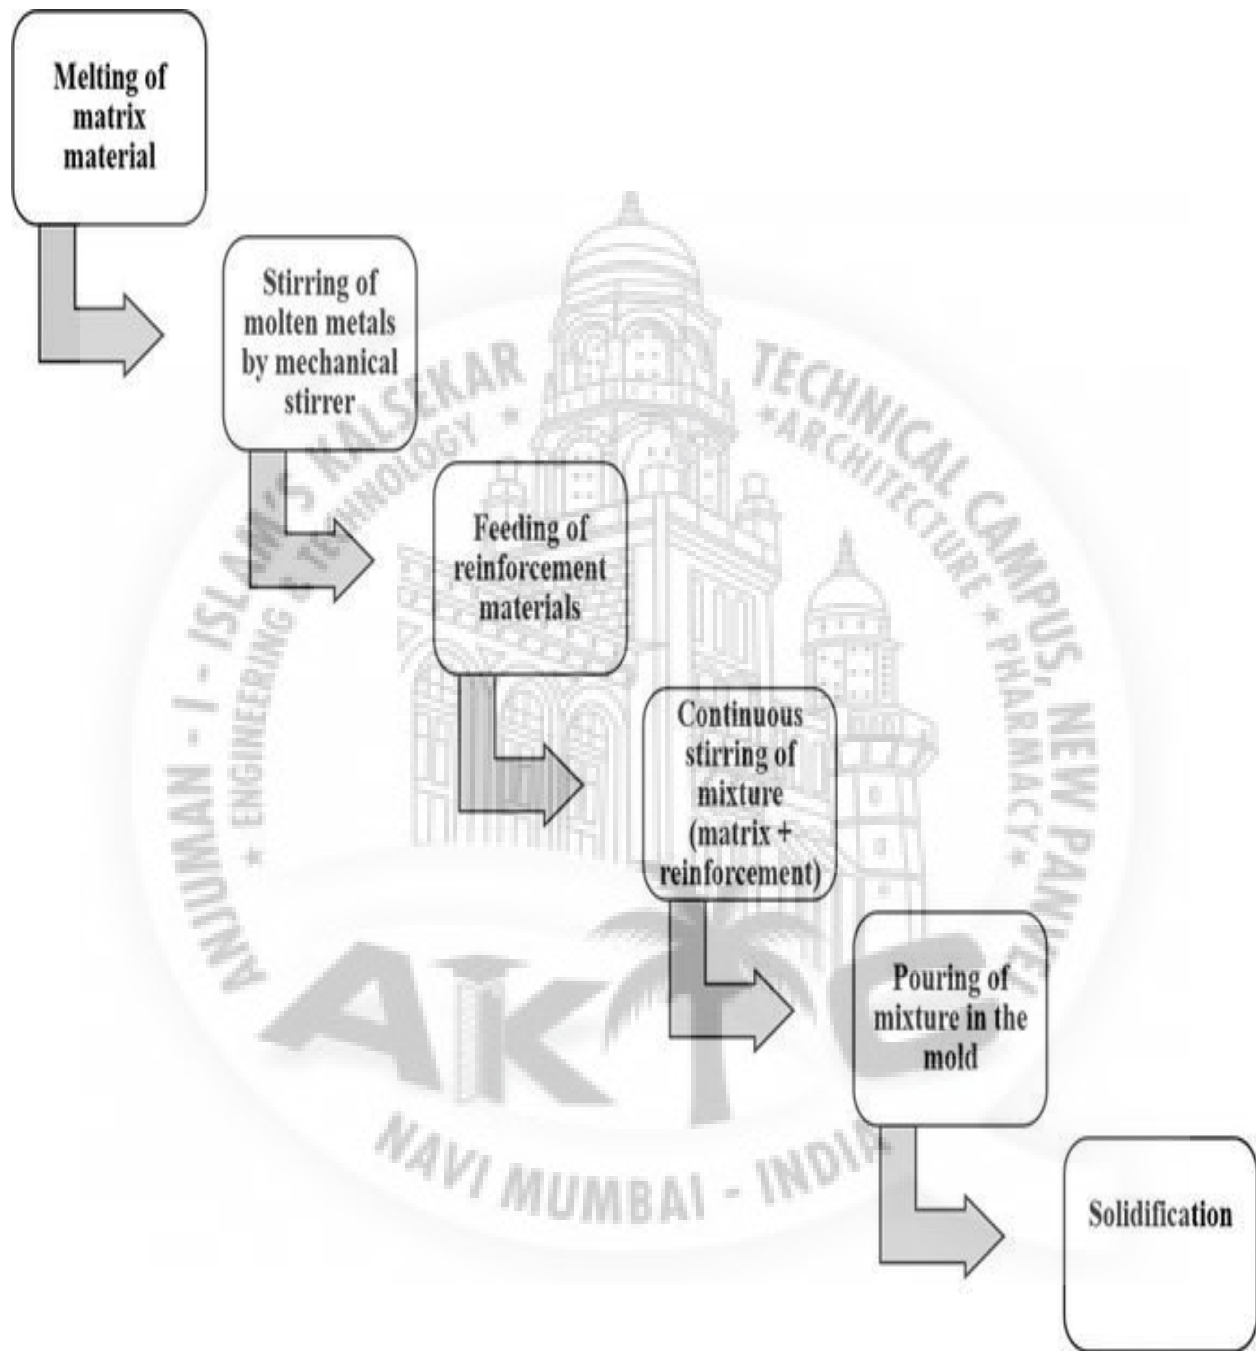 Melting of
matrix
material
Stirring of
molten metals
by mechanical
stirrer
Feeding of
reinforcement
materials
Continuous
stirring of
mixture
(matrix +
reinforcement)
Pouring of
mixture in the
mold
Solidification
ANJUMAN - I - ISLAM'S KALSEKAR TECHNICAL CAMPUS, NEW PANVEL
★ ENGINEERING & TECHNOLOGY ★ ★ ARCHITECTURE ★ PHARMACY ★
AKTC
NAVI MUMBAI - INDIA